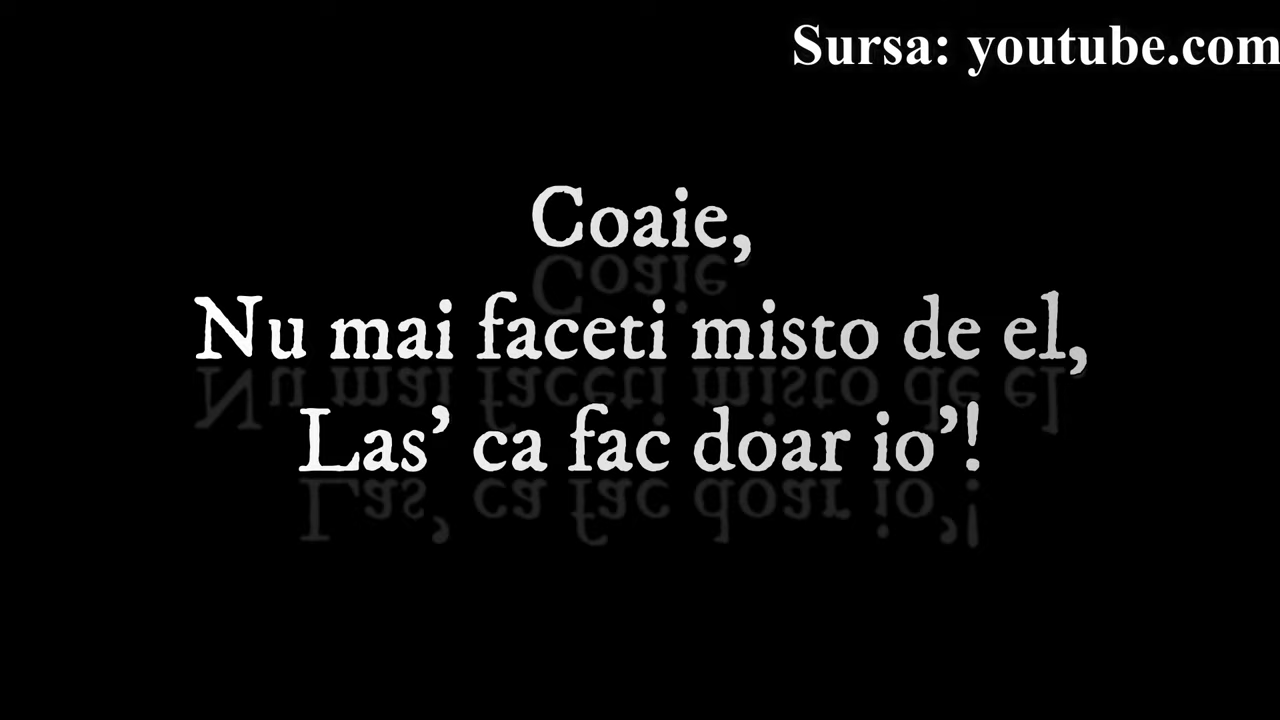 Sursa: youtube.com
Coaie,
Nu mai faceti misto de el,
Las’ ca fac doar io’!